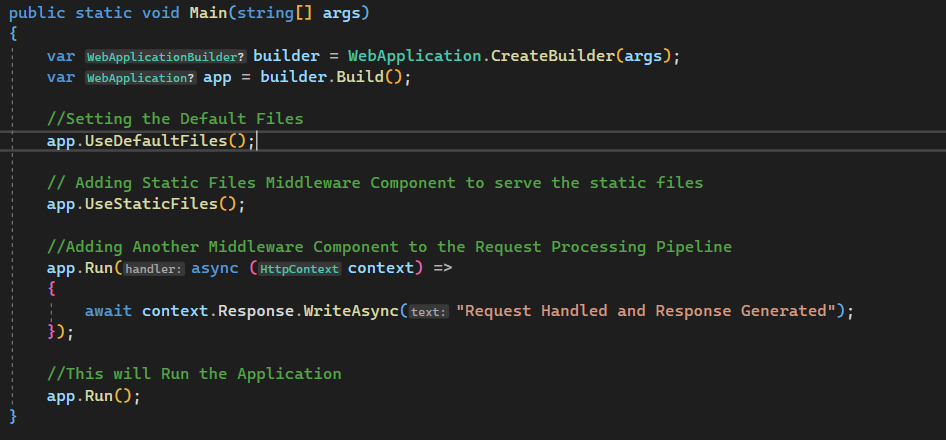 public static void Main(string[] args)
{
var WebApplicationBuilder? builder = WebApplication.CreateBuilder(args);
var WebApplication? app = builder.Build();
//Setting the Default Files
app.UseDefaultFiles();
// Adding Static Files Middleware Component to serve the static files
app.UseStaticFiles();
//Adding Another Middleware Component to the Request Processing Pipeline
app.Run(handler: async (HttpContext context) =>
{
await context.Response.WriteAsync(text: "Request Handled and Response Generated");
});
//This will Run the Application
app.Run();
}